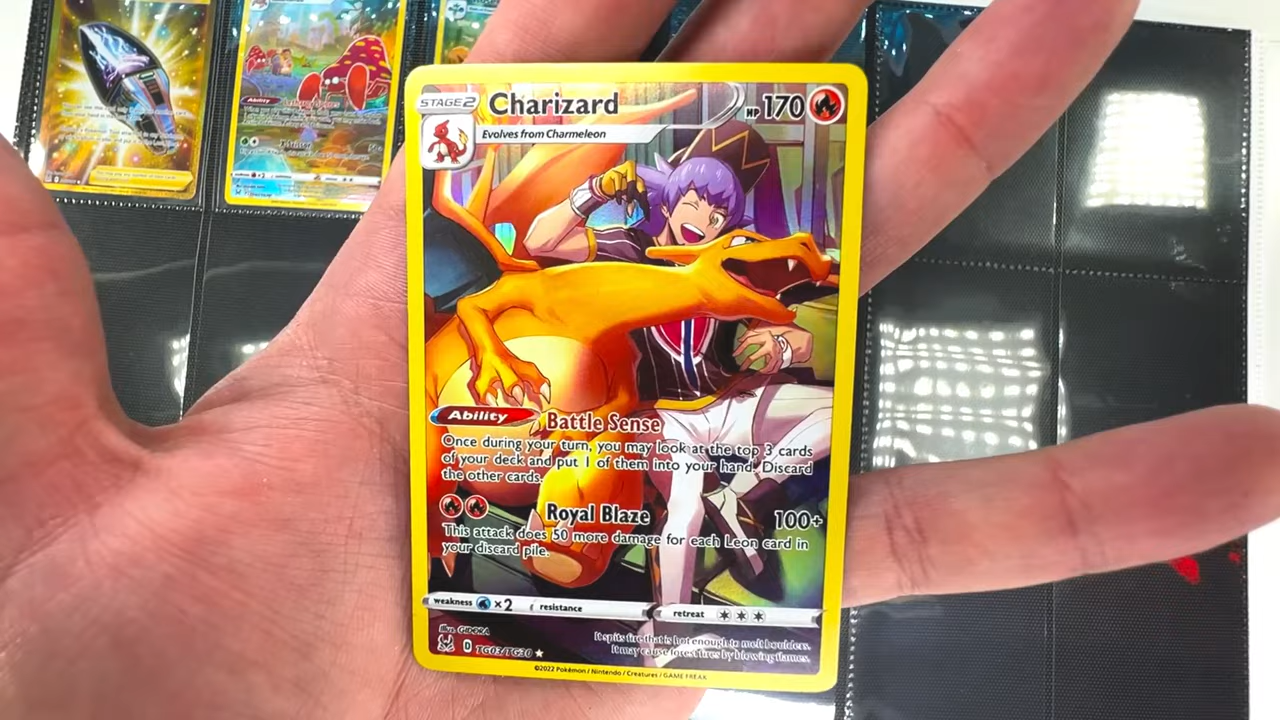 STAGE2
Charizard
HP 170
Evolves from Charmeleon
Ability
Battle Sense
Once during your turn, you may look at the top 3 cards
of your deck and put 1 of them into your hand. Discard
the other cards.
Royal Blaze
100+
This attack does 50 more damage for each Leon card in
your discard pile.
weakness ×2
resistance
retreat
Illus. GIDORA
D TG03/TG30
It spits fire that is hot enough to melt boulders.
It may cause forest fires by blowing flames.
©2022 Pokémon / Nintendo / Creatures / GAME FREAK
Ability